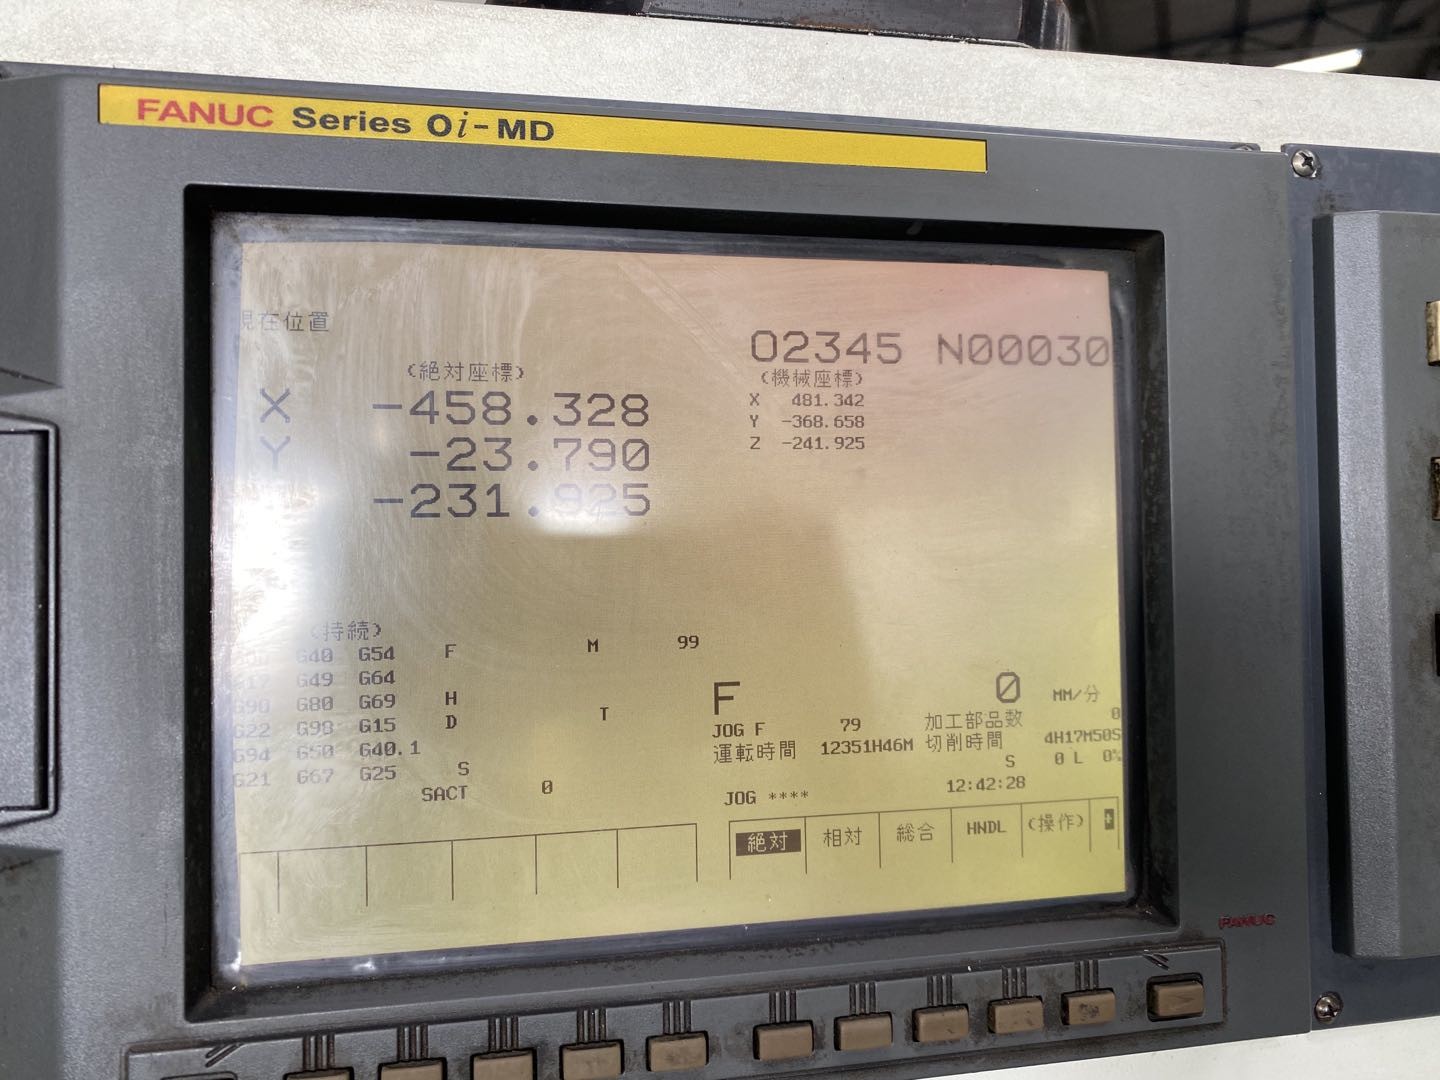 FANUC Series 0i-MD
現在位置
O2345 N00030
(絶対座標)
(機械座標)
X -458.328
Y -23.790
-231.925
X 481.342
Y -368.658
Z -241.925
(持続)
G40 G54 F M 99
G17 G49 G64
G90 G80 G69 H
G22 G98 G15 D T
G94 G50 G40.1
G21 G67 G25 S
SACT 0
F 0 MM/分
JOG F 79 加工部品数 0
運転時間 12351H46M 切削時間 4H17M50S
S 0 L 0%
JOG **** 12:42:28
絶対 相対 総合 HNDL (操作) +
FANUC